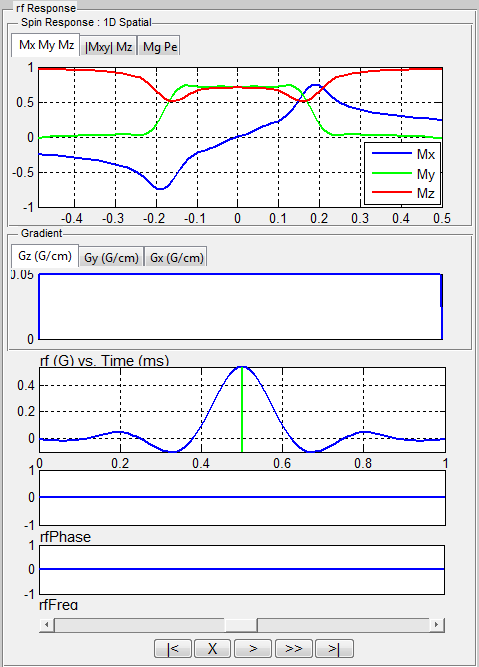 rf Response
Spin Response : 1D Spatial
Mx My Mz |Mxy| Mz Mg Pe
1
0.5
0
-0.5
-1
Mx
My
Mz
-0.4 -0.3 -0.2 -0.1 0 0.1 0.2 0.3 0.4 0.5
Gradient
Gz (G/cm) Gy (G/cm) Gx (G/cm)
0.05
0
rf (G) vs. Time (ms)
0.4
0.2
0
0 0.2 0.4 0.6 0.8 1
1
0
-1
rfPhase
1
0
-1
rfFreq
|< X > >> >|